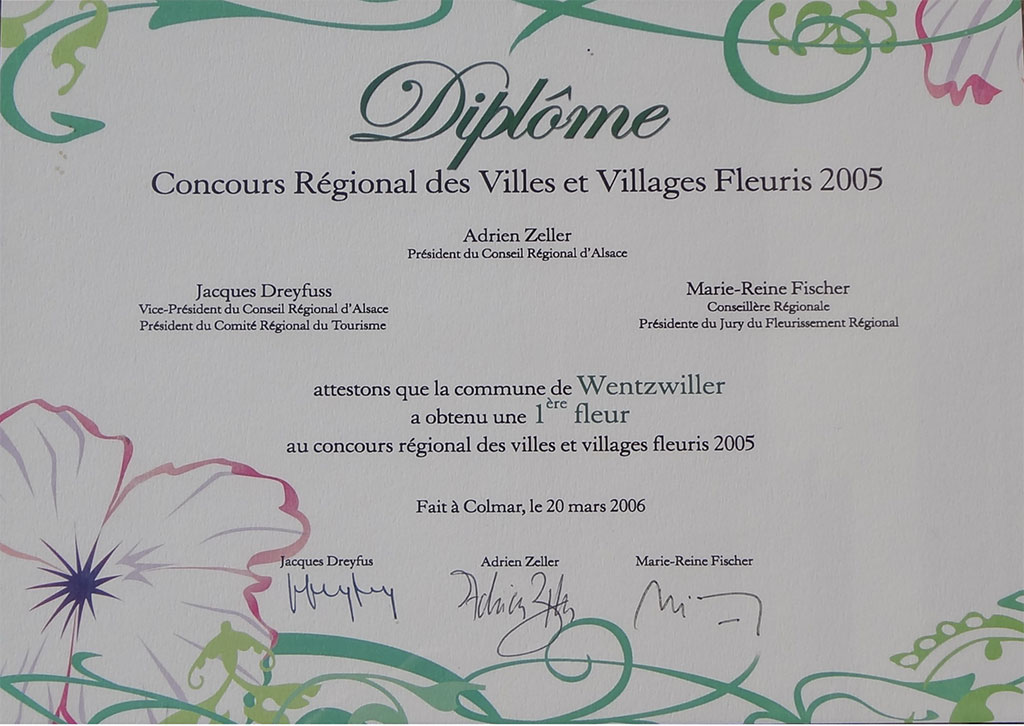 Diplôme
Concours Régional des Villes et Villages Fleuris 2005
Adrien Zeller
Président du Conseil Régional d'Alsace
Jacques Dreyfuss
Vice-Président du Conseil Régional d'Alsace
Président du Comité Régional du Tourisme
Marie-Reine Fischer
Conseillère Régionale
Présidente du Jury du Fleurissement Régional
attestons que la commune de Wentzwiller
a obtenu une 1ère fleur
au concours régional des villes et villages fleuris 2005
Fait à Colmar, le 20 mars 2006
Jacques Dreyfus
Adrien Zeller
Marie-Reine Fischer